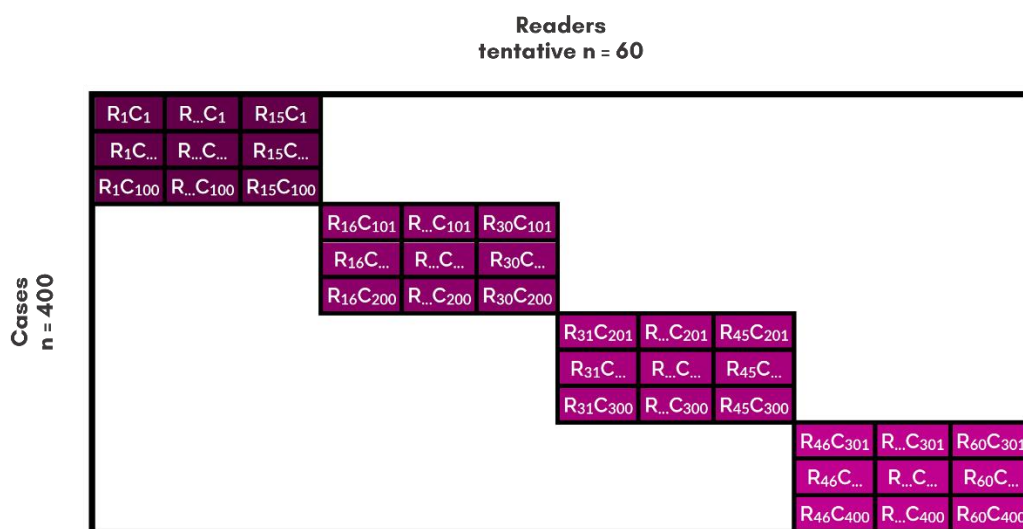 Readers
tentative n = 60
Cases
n = 400
R₁C₁ R...C₁ R₁₅C₁
R₁C... R...C... R₁₅C...
R₁C₁₀₀ R...C₁₀₀ R₁₅C₁₀₀
R₁₆C₁₀₁ R...C₁₀₁ R₃₀C₁₀₁
R₁₆C... R...C... R₃₀C...
R₁₆C₂₀₀ R...C₂₀₀ R₃₀C₂₀₀
R₃₁C₂₀₁ R...C₂₀₁ R₄₅C₂₀₁
R₃₁C... R...C... R₄₅C...
R₃₁C₃₀₀ R...C₃₀₀ R₄₅C₃₀₀
R₄₆C₃₀₁ R...C₃₀₁ R₆₀C₃₀₁
R₄₆C... R...C... R₆₀C...
R₄₆C₄₀₀ R...C₄₀₀ R₆₀C₄₀₀